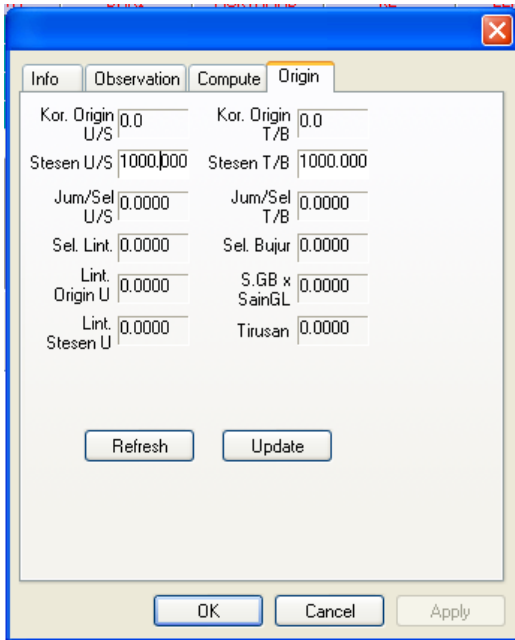 Info Observation Compute Origin
Kor. Origin U/S 0.0 Kor. Origin T/B 0.0
Stesen U/S 1000.000 Stesen T/B 1000.000
Jum/Sel U/S 0.0000 Jum/Sel T/B 0.0000
Sel. Lint. 0.0000 Sel. Bujur 0.0000
Lint. Origin U 0.0000 S.GB x SainGL 0.0000
Lint. Stesen U 0.0000 Tirusan 0.0000
Refresh Update
OK Cancel Apply